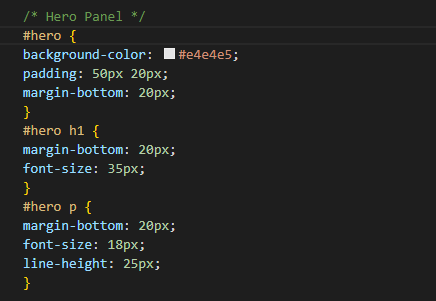 /* Hero Panel */
#hero {
background-color: #e4e4e5;
padding: 50px 20px;
margin-bottom: 20px;
}
#hero h1 {
margin-bottom: 20px;
font-size: 35px;
}
#hero p {
margin-bottom: 20px;
font-size: 18px;
line-height: 25px;
}